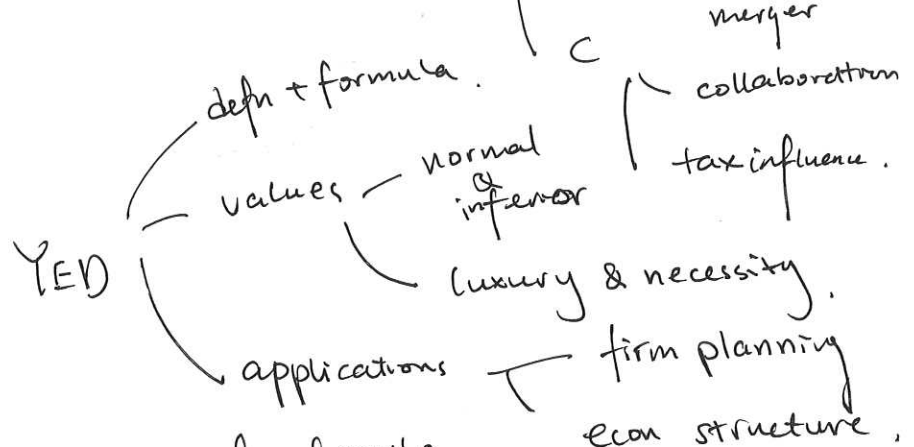 merger
C
collaboration
defn + formula.
tax influence.
normal
&
inferior
values
YED
luxury & necessity.
firm planning
applications
econ structure.